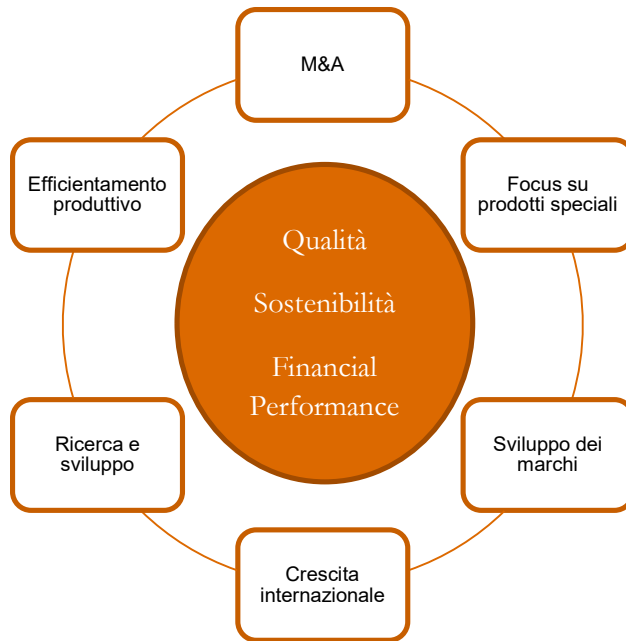 M&A
Focus su
prodotti speciali
Sviluppo dei
marchi
Crescita
internazionale
Ricerca e
sviluppo
Efficientamento
produttivo
Qualità
Sostenibilità
Financial
Performance